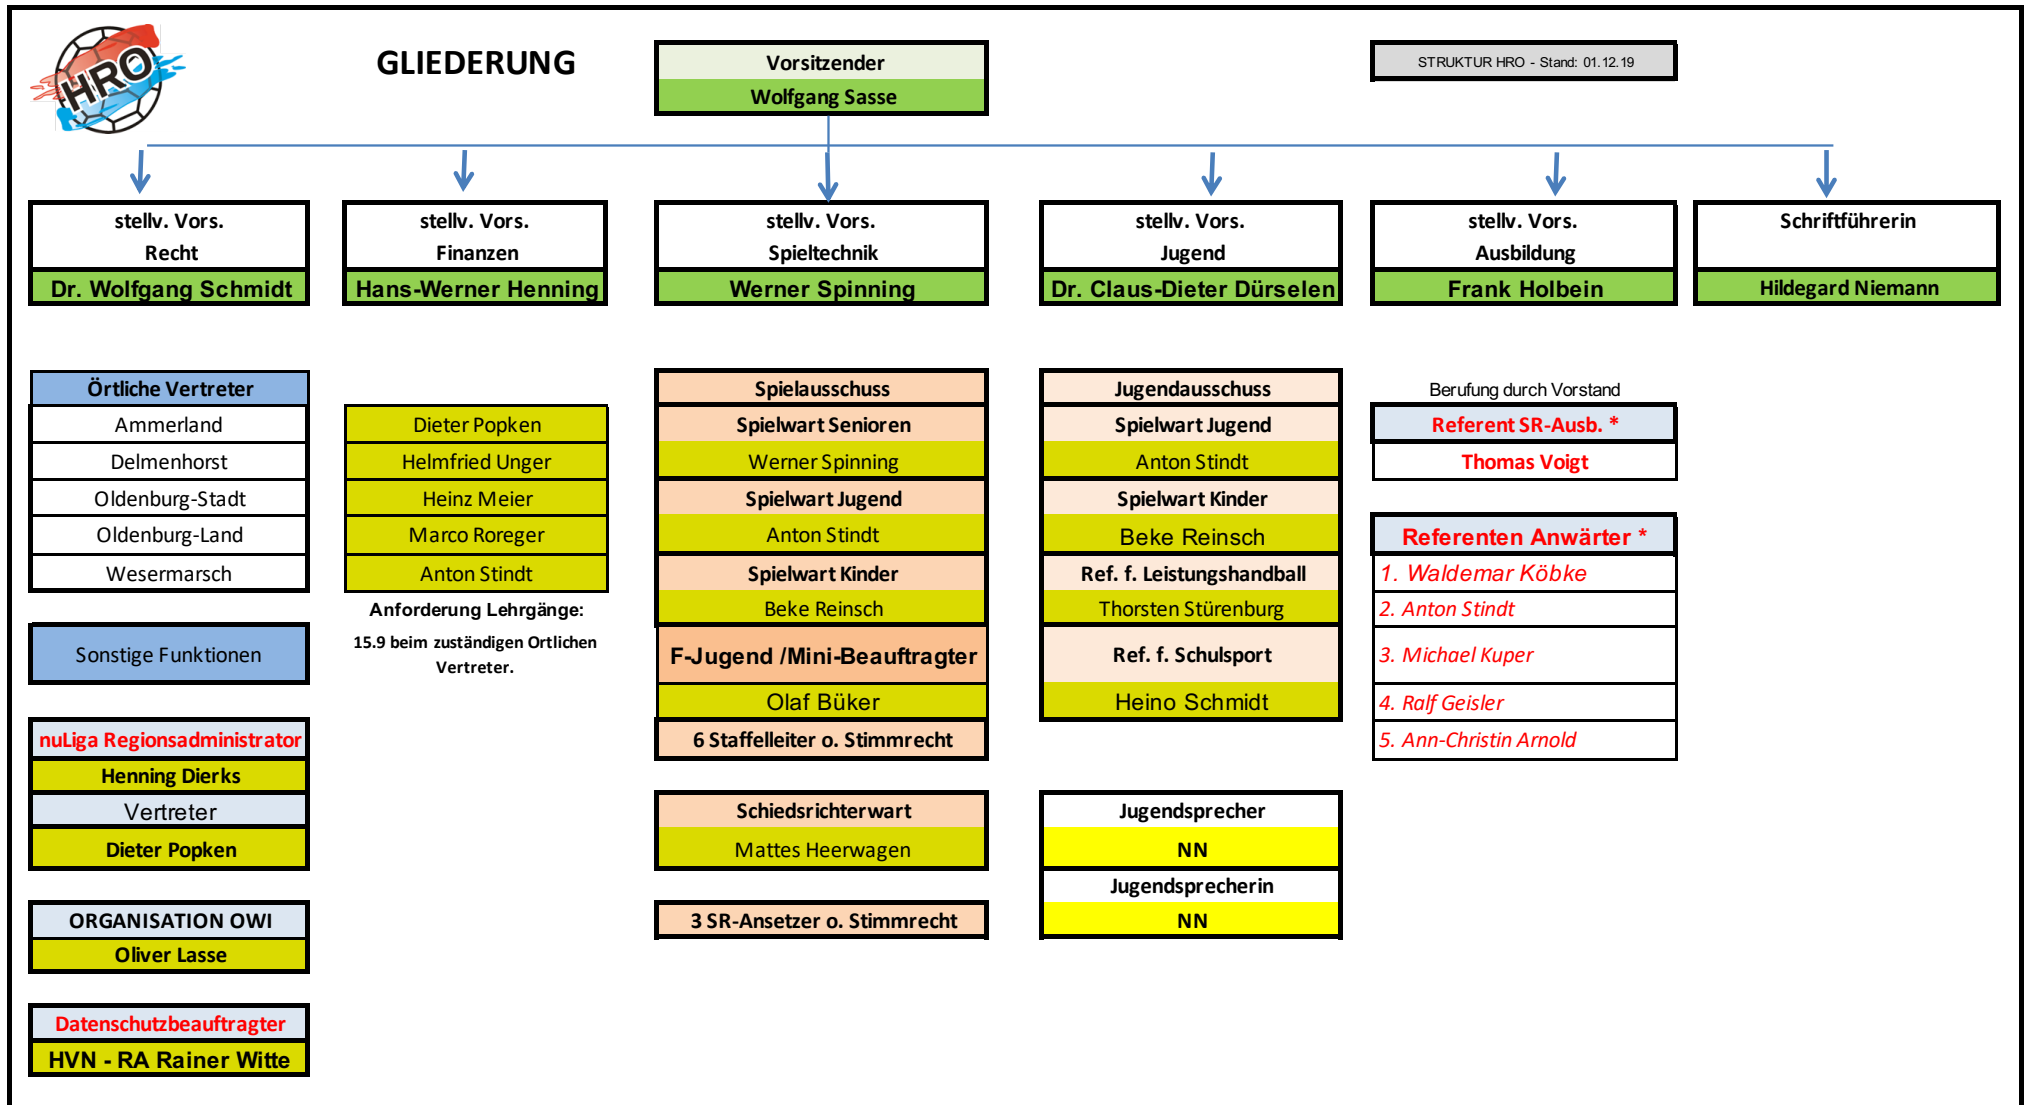 HRO
GLIEDERUNG
Vorsitzender
Wolfgang Sasse
STRUKTUR HRO - Stand: 01.12.19
stellv. Vors.
Recht
Dr. Wolfgang Schmidt
stellv. Vors.
Finanzen
Hans-Werner Henning
stellv. Vors.
Spieltechnik
Werner Spinning
stellv. Vors.
Jugend
Dr. Claus-Dieter Dürselen
stellv. Vors.
Ausbildung
Frank Holbein
Schriftführerin
Hildegard Niemann
Örtliche Vertreter
Ammerland
Delmenhorst
Oldenburg-Stadt
Oldenburg-Land
Wesermarsch
Sonstige Funktionen
nuLiga Regionsadministrator
Henning Dierks
Vertreter
Dieter Popken
ORGANISATION OWI
Oliver Lasse
Datenschutzbeauftragter
HVN - RA Rainer Witte
Dieter Popken
Helmfried Unger
Heinz Meier
Marco Roreger
Anton Stindt
Anforderung Lehrgänge:
15.9 beim zuständigen Ortlichen
Vertreter.
Spielausschuss
Spielwart Senioren
Werner Spinning
Spielwart Jugend
Anton Stindt
Spielwart Kinder
Beke Reinsch
F-Jugend /Mini-Beauftragter
Olaf Büker
6 Staffelleiter o. Stimmrecht
Schiedsrichterwart
Mattes Heerwagen
3 SR-Ansetzer o. Stimmrecht
Jugendausschuss
Spielwart Jugend
Anton Stindt
Spielwart Kinder
Beke Reinsch
Ref. f. Leistungshandball
Thorsten Stürenburg
Ref. f. Schulsport
Heino Schmidt
Jugendsprecher
NN
Jugendsprecherin
NN
Berufung durch Vorstand
Referent SR-Ausb. *
Thomas Voigt
Referenten Anwärter *
1. Waldemar Köbke
2. Anton Stindt
3. Michael Kuper
4. Ralf Geisler
5. Ann-Christin Arnold